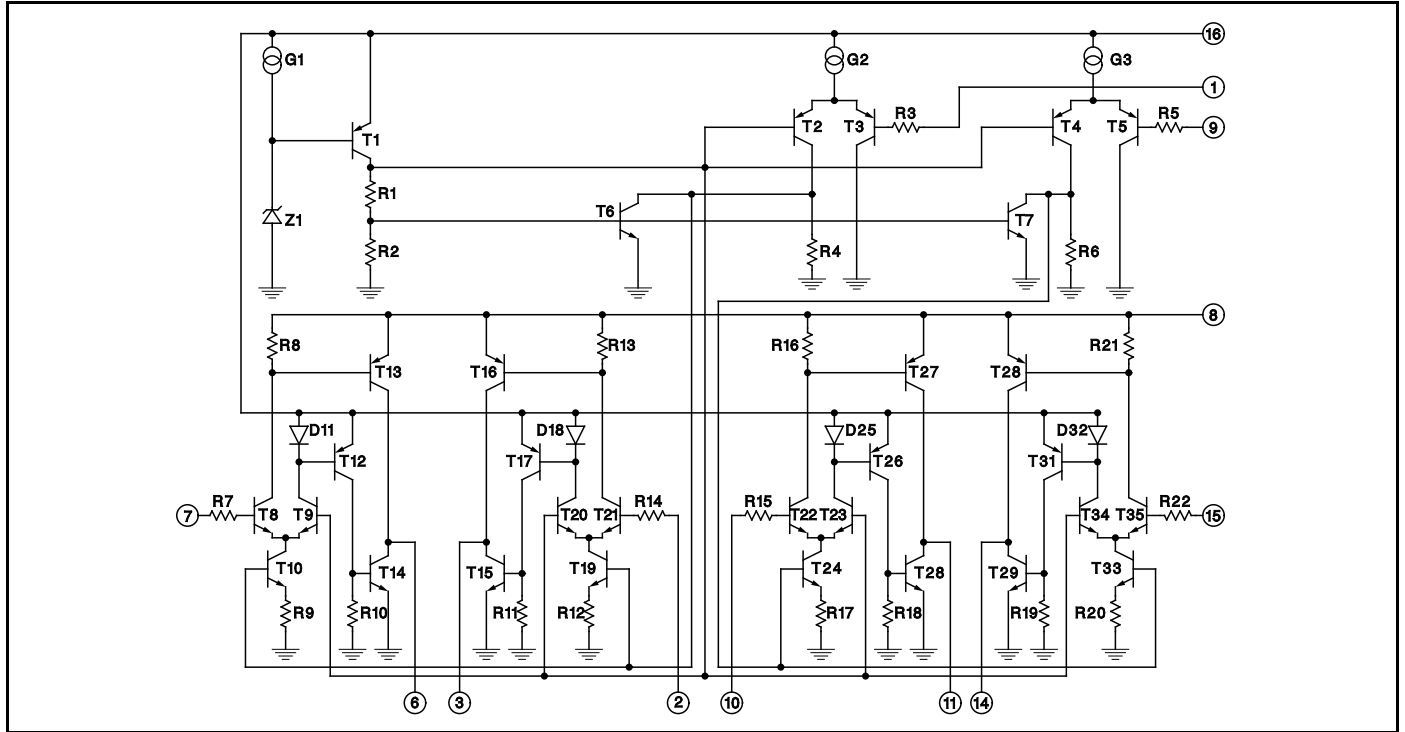 16
G1 G2 G3
1
R3 R5
T1 T2 T3 T4 T5 9
R1
T6 T7
Z1
R2 R4 R6
8
R8 R13 R16 R21
T13 T16 T27 T28
D11 D18 D25 D32
T12 T17 T26 T31
R7 R14 R15 R22
7 T8 T9 T20 T21 T22 T23 T34 T35 15
T10 T14 T15 T19 T24 T28 T29 T33
R9 R10 R11 R12 R17 R18 R19 R20
6 3 2 10 11 14